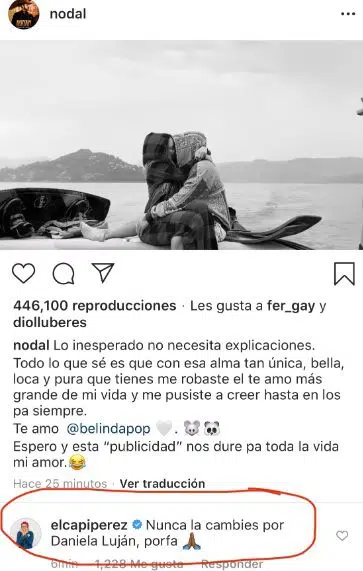 nodal
446,100 reproducciones · Les gusta a fer_gay y
diolluberes
nodal Lo inesperado no necesita explicaciones.
Todo lo que sé es que con esa alma tan única, bella,
loca y pura que tienes me robaste el te amo más
grande de mi vida y me pusiste a creer hasta en los
pa siempre.
Te amo @belindapop 🤍. 🐭🐼
Espero y esta “publicidad” nos dure pa toda la vida
mi amor.😂
Hace 25 minutos · Ver traducción
elcapiperez Nunca la cambies por
Daniela Luján, porfa 🙏🏾
6min 1,228 Me gusta Responder